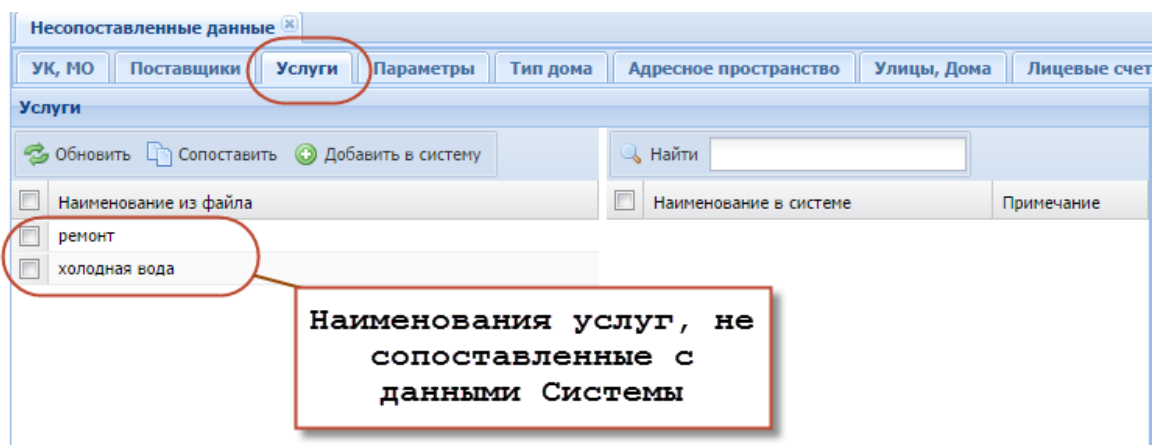 Несопоставленные данные
УК, МО Поставщики Услуги Параметры Тип дома Адресное пространство Улицы, Дома Лицевые счет
Услуги
Обновить Сопоставить Добавить в систему Найти
Наименование из файла Наименование в системе Примечание
ремонт
холодная вода
Наименования услуг, не
сопоставленные с
данными Системы